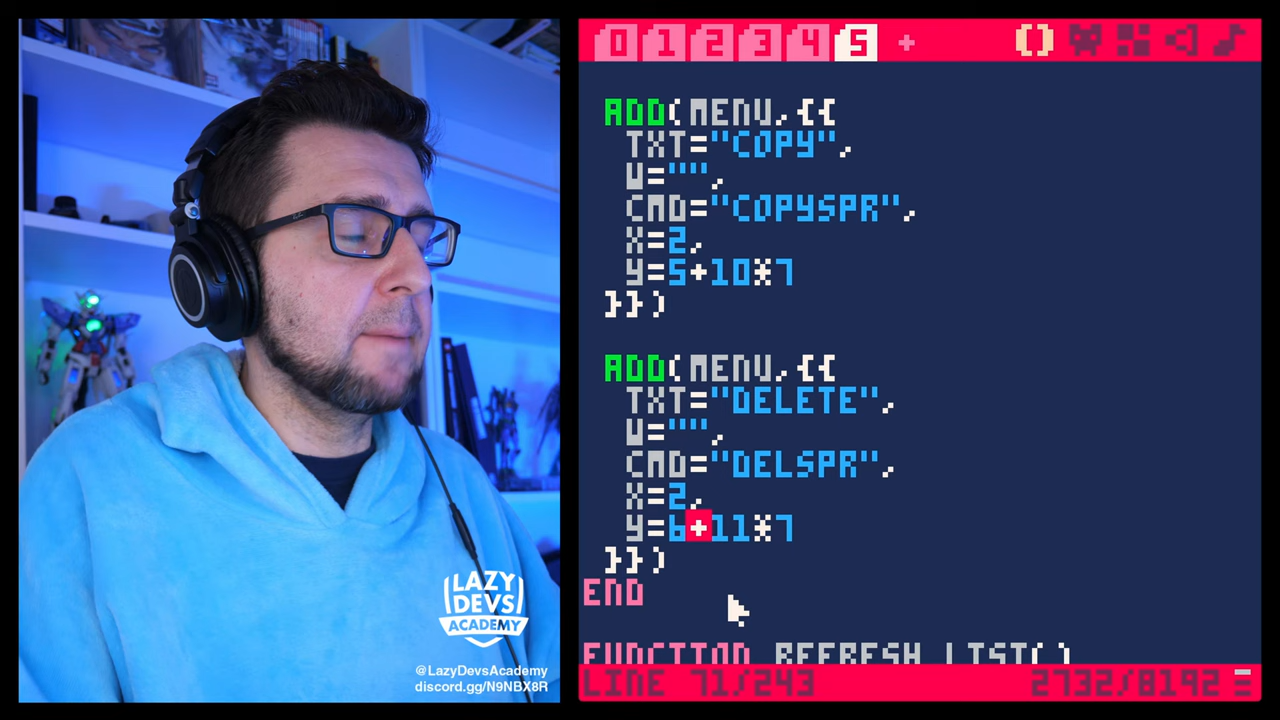 0 1 2 3 4 5 + ()
ADD(MENU,{{
TXT="COPY",
W="",
CMD="COPYSPR",
X=2,
Y=5+10*7
}})
ADD(MENU,{{
TXT="DELETE",
W="",
CMD="DELSPR",
X=2,
Y=6+11*7
}})
END
FUNCTION REFRESH_LIST()
LINE 71/243 2732/8192
LAZY
DEVS
ACADEMY
@LazyDevsAcademy
discord.gg/N9NBX8R